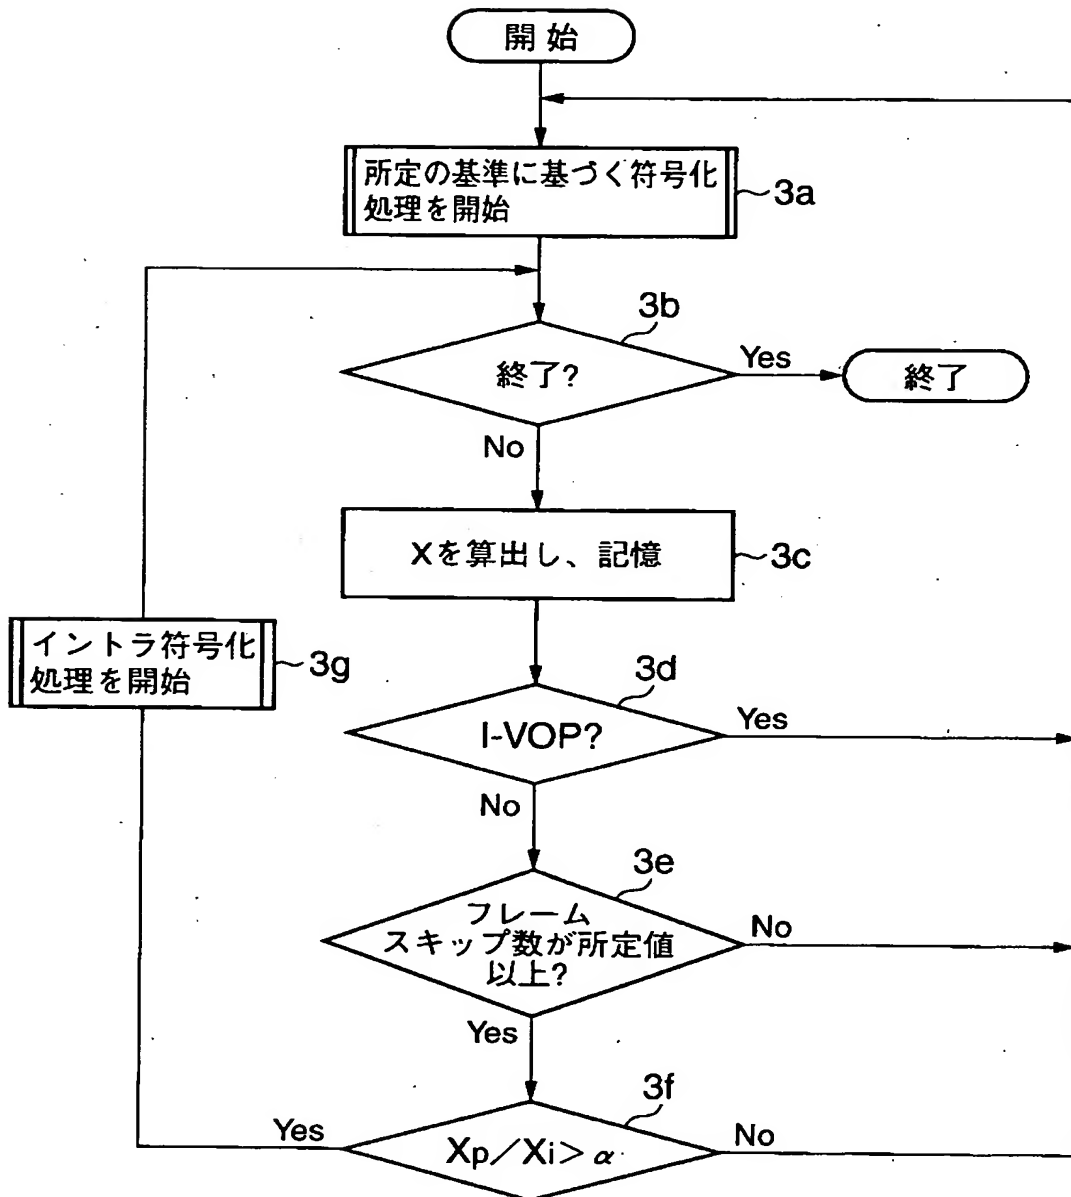 開始
所定の基準に基づく符号化
処理を開始
3a
3b
終了?
Yes
終了
No
Xを算出し、記憶
3c
イントラ符号化
処理を開始
3g
3d
I-VOP?
Yes
No
3e
フレーム
スキップ数が所定値
以上?
No
Yes
3f
Yes
Xp/Xi>α
No